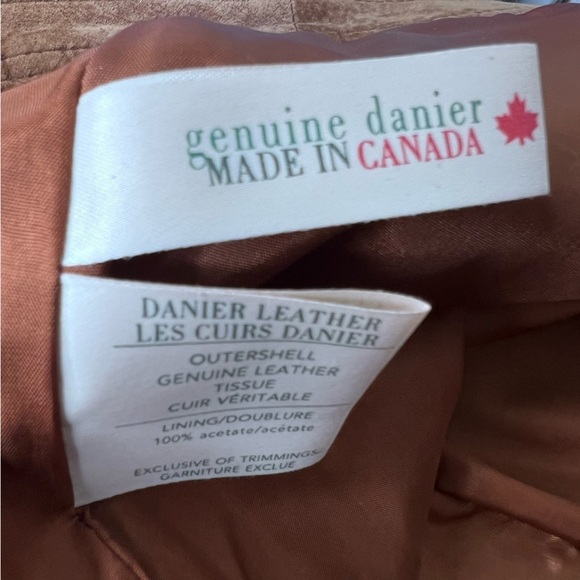 genuine danier
MADE IN CANADA
DANIER LEATHER
LES CUIRS DANIER
OUTERSHELL
GENUINE LEATHER
TISSUE
CUIR VÉRITABLE
LINING/DOUBLURE
100% acetate/acétate
EXCLUSIVE OF TRIMMINGS
GARNITURE EXCLUE